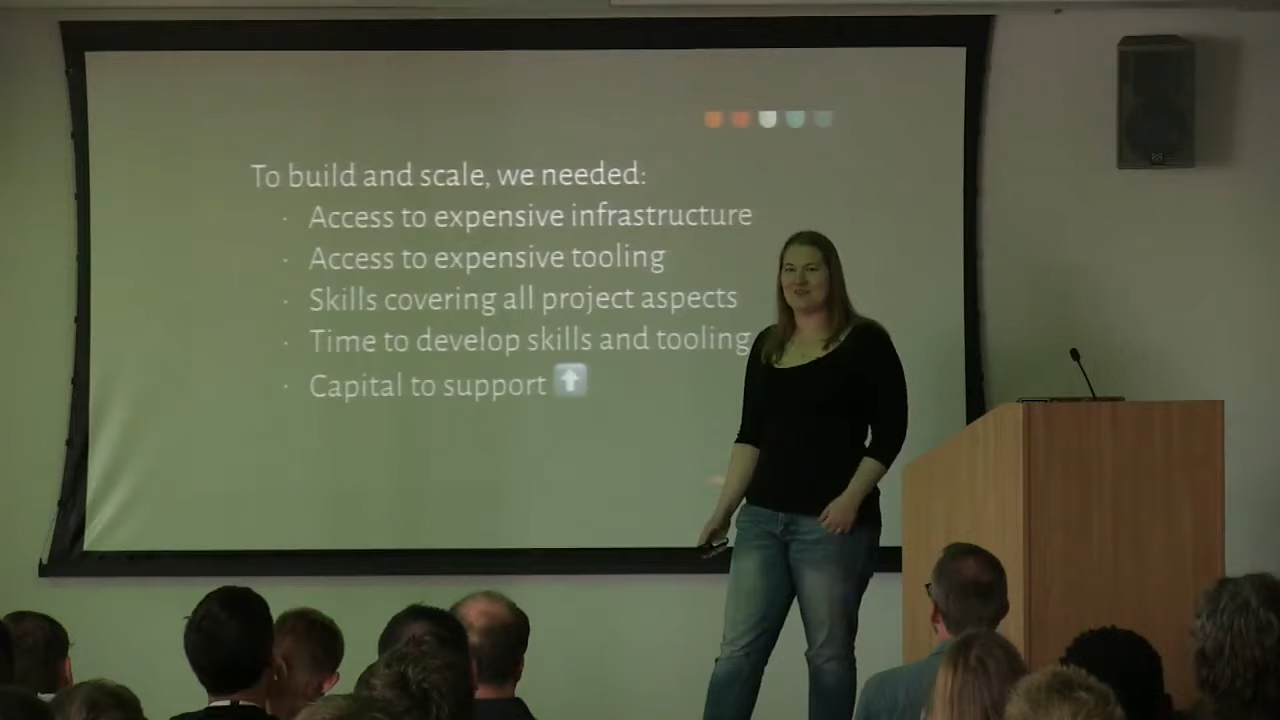 To build and scale, we needed:
· Access to expensive infrastructure
· Access to expensive tooling
· Skills covering all project aspects
· Time to develop skills and tooling
· Capital to support ⬆️